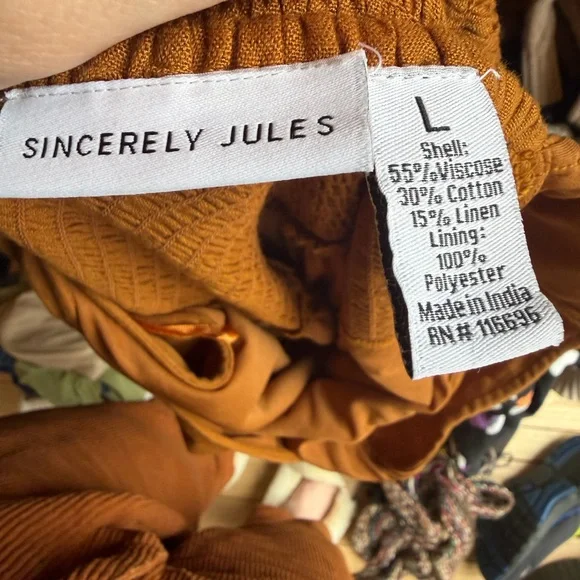 SINCERELY JULES
L
Shell:
55% Viscose
30% Cotton
15% Linen
Lining:
100%
Polyester
Made in India
RN# 116696